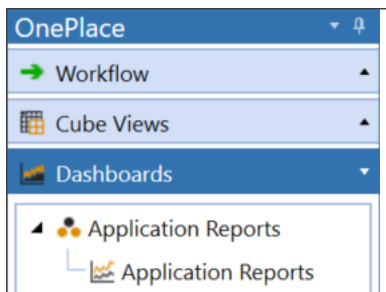 OnePlace
Workflow
Cube Views
Dashboards
Application Reports
Application Reports